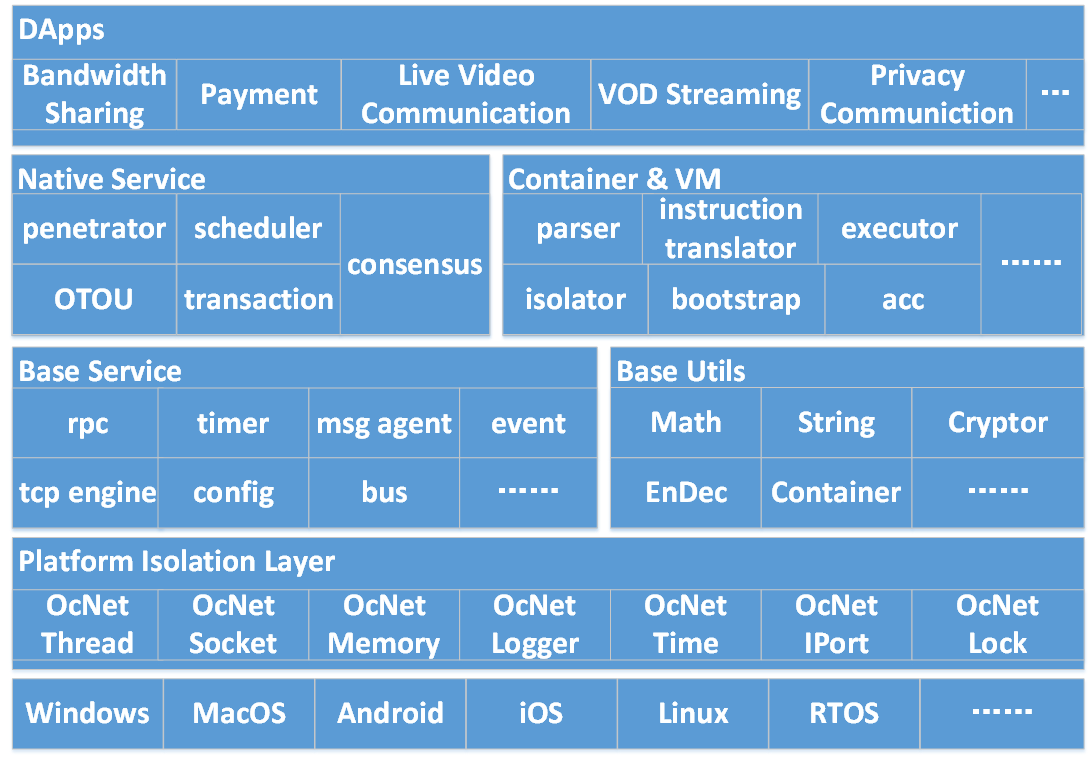 DApps
Bandwidth
Sharing
Payment
Live Video
Communication
VOD Streaming
Privacy
Communiction
...
Native Service
penetrator
scheduler
consensus
OTOU
transaction
Container & VM
parser
instruction
translator
executor
......
isolator
bootstrap
acc
Base Service
rpc
timer
msg agent
event
tcp engine
config
bus
......
Base Utils
Math
String
Cryptor
EnDec
Container
......
Platform Isolation Layer
OcNet
Thread
OcNet
Socket
OcNet
Memory
OcNet
Logger
OcNet
Time
OcNet
IPort
OcNet
Lock
Windows
MacOS
Android
iOS
Linux
RTOS
......